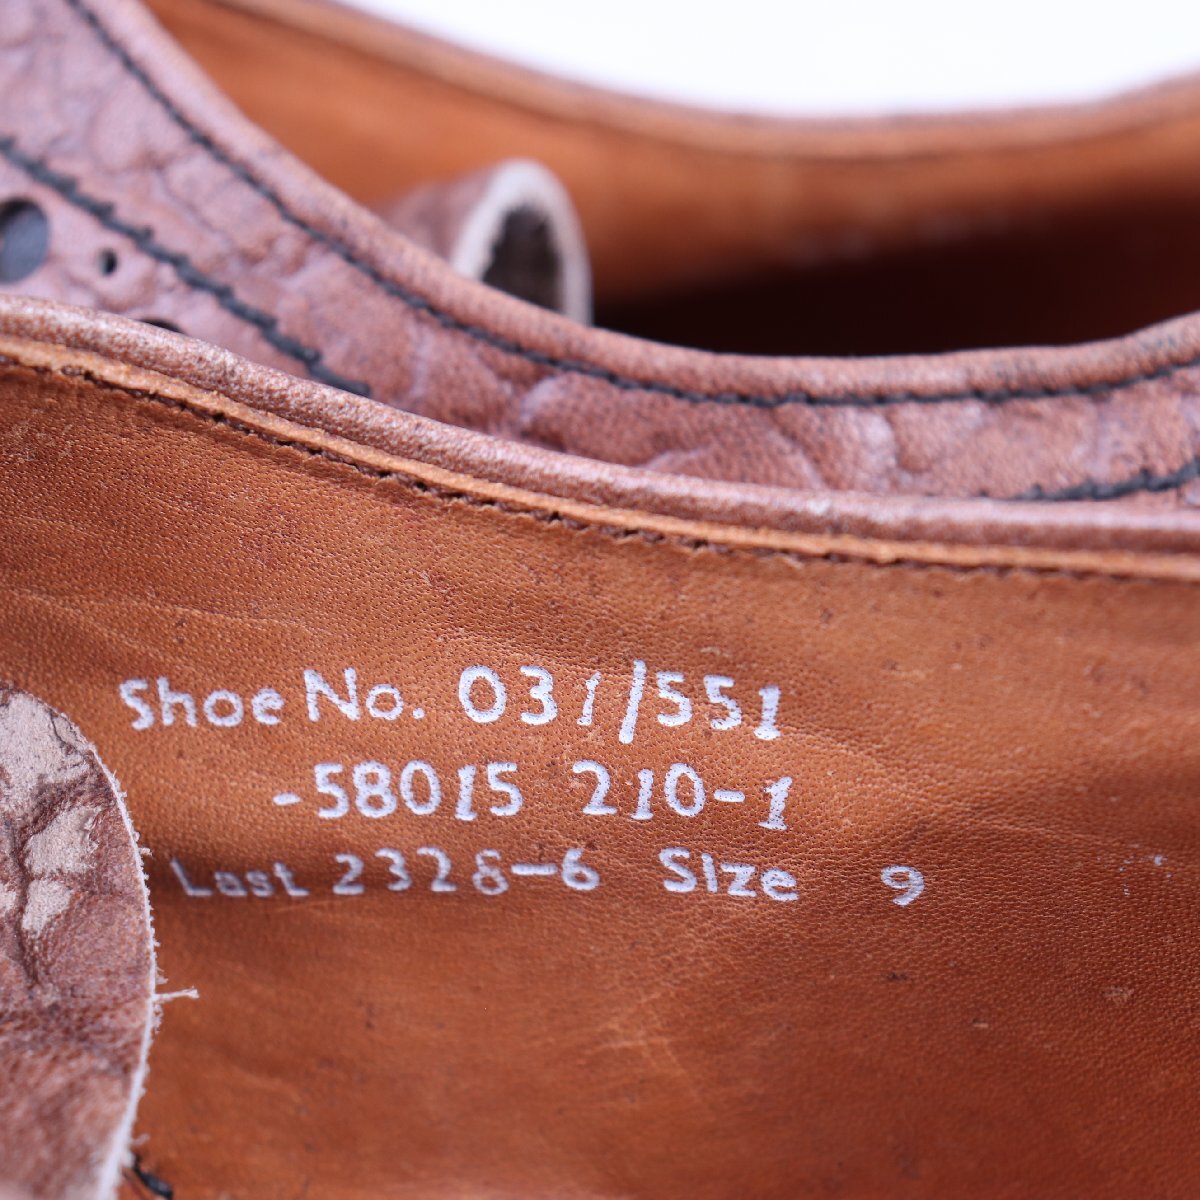 Shoe No. 031/551
-58015 210-1
Last 2328-6 Size 9